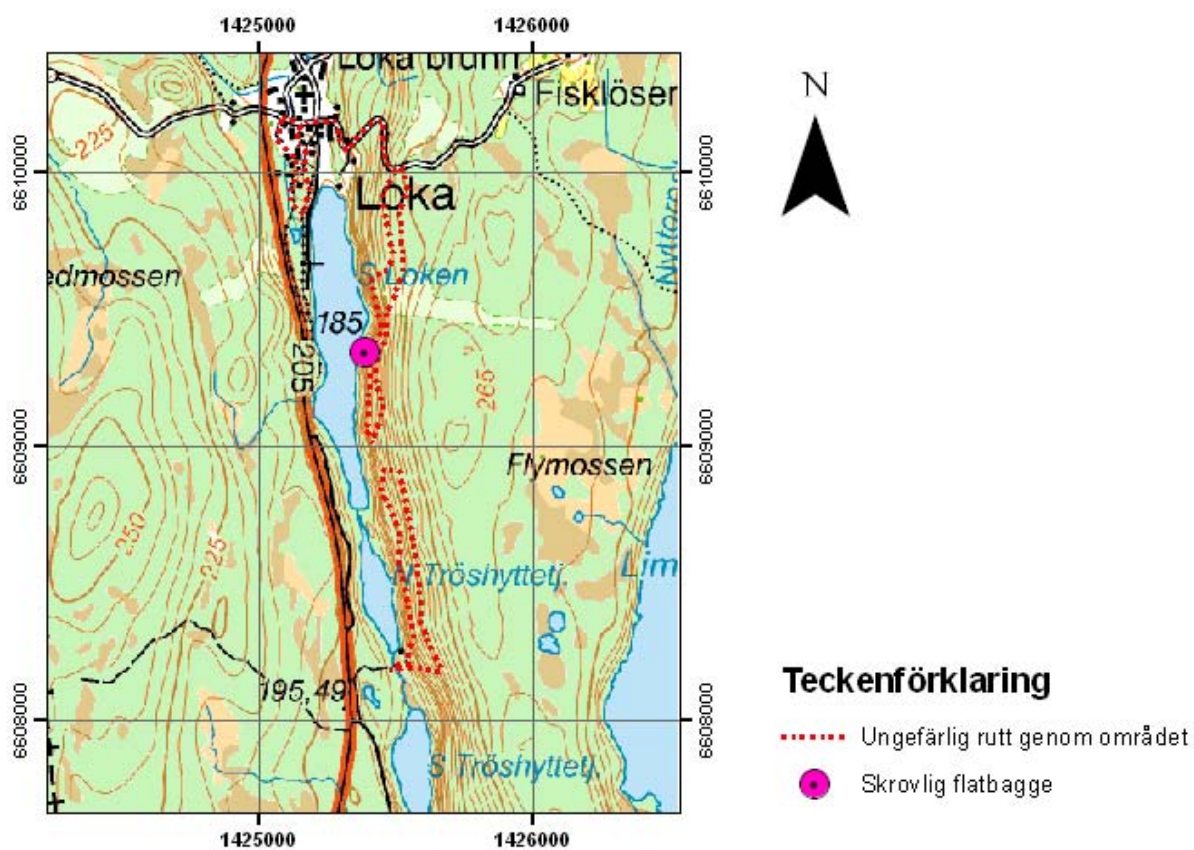 1425000 1426000
N
Loka brunn
Fisklöser
225
6610000 6610000
Loka
S Loken
edmossen
185
205
265
6609000 6609000
Flymossen
250
225
N Tröshyttetj.
Lim
195,49
6608000 6608000
S Tröshyttetj.
1425000 1426000
Teckenförklaring
Ungefärlig rutt genom området
Skrovlig flatbagge